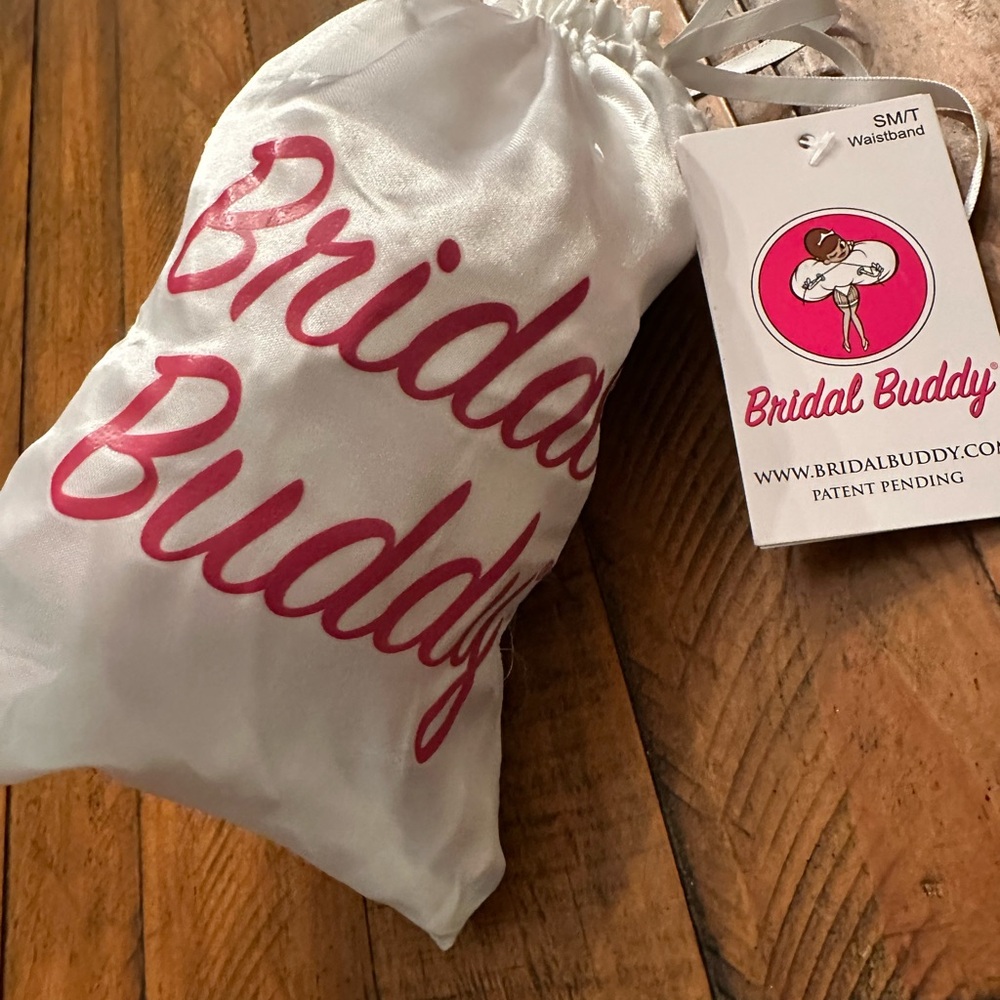 Bridal
Buddy
SM/T
Waistband
Bridal Buddy®
WWW.BRIDALBUDDY.COM
PATENT PENDING